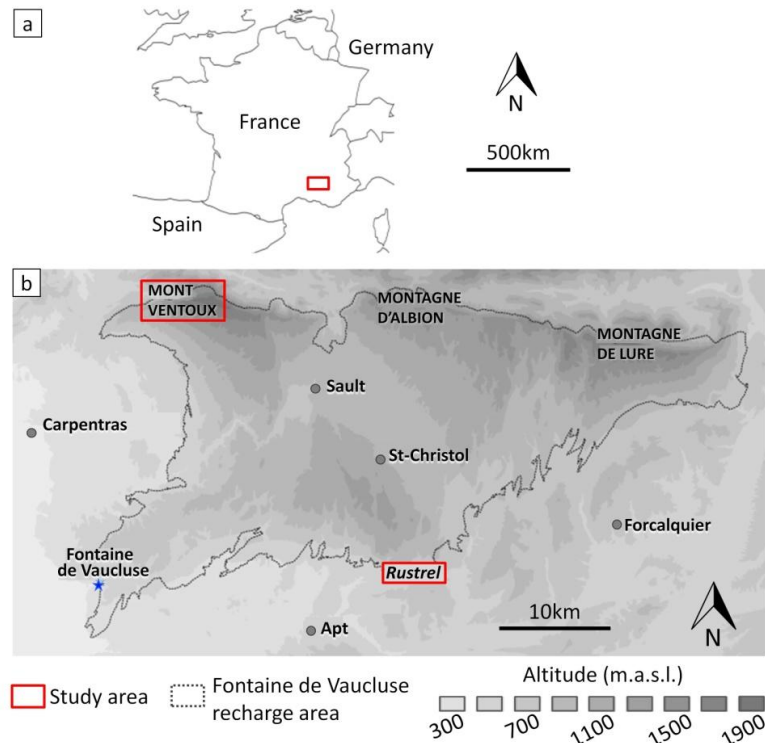 a
Germany
France
Spain
N
500km
b
MONT
VENTOUX
MONTAGNE
D'ALBION
MONTAGNE
DE LURE
Sault
Carpentras
St-Christol
Forcalquier
Fontaine
de Vaucluse
Rustrel
Apt
10km
N
Study area
Fontaine de Vaucluse
recharge area
Altitude (m.a.s.l.)
300 700 1100 1500 1900